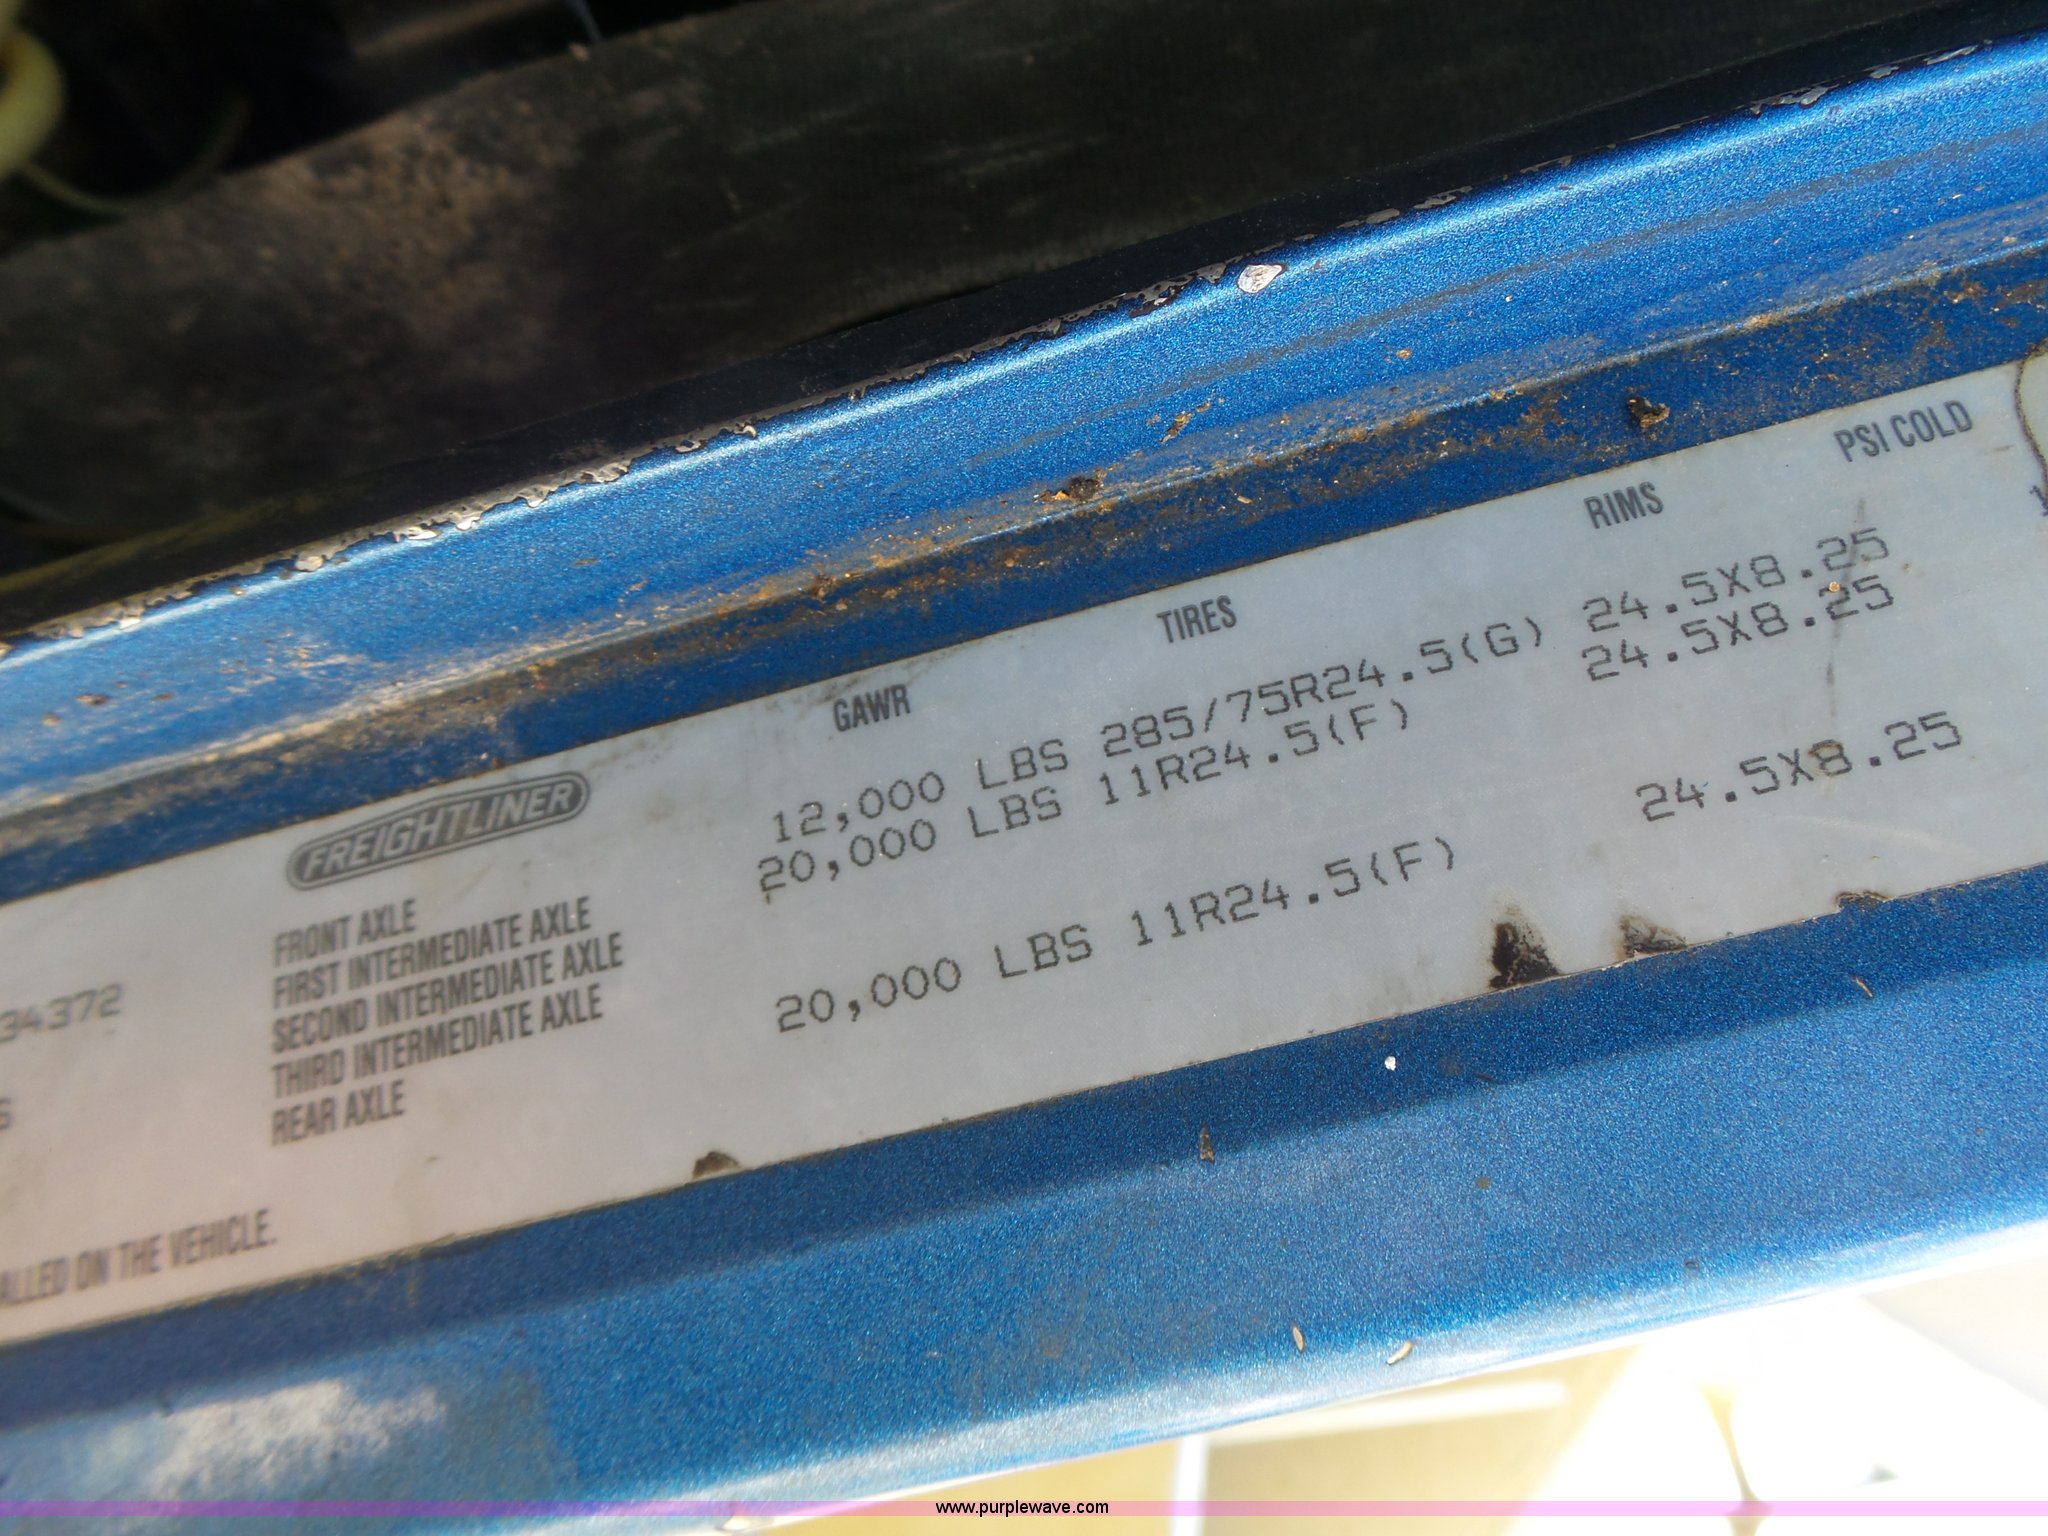 FREIGHTLINER GAWR TIRES RIMS PSI COLD
FRONT AXLE 12,000 LBS 285/75R24.5(G) 24.5X8.25
FIRST INTERMEDIATE AXLE 20,000 LBS 11R24.5(F) 24.5X8.25
SECOND INTERMEDIATE AXLE
THIRD INTERMEDIATE AXLE
REAR AXLE 20,000 LBS 11R24.5(F) 24.5X8.25
34372
S
ALLED ON THE VEHICLE.
www.purplewave.com